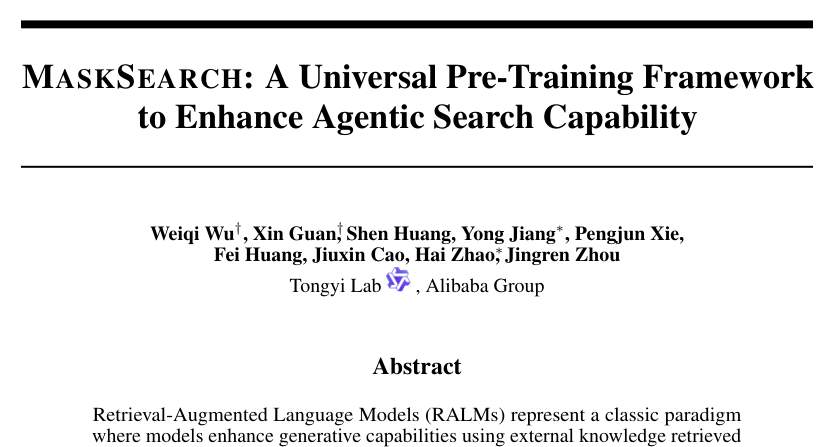 MASKSEARCH: A Universal Pre-Training Framework
to Enhance Agentic Search Capability
Weiqi Wu†, Xin Guan†, Shen Huang, Yong Jiang*, Pengjun Xie,
Fei Huang, Jiuxin Cao, Hai Zhao*, Jingren Zhou
Tongyi Lab , Alibaba Group
Abstract
Retrieval-Augmented Language Models (RALMs) represent a classic paradigm
where models enhance generative capabilities using external knowledge retrieved